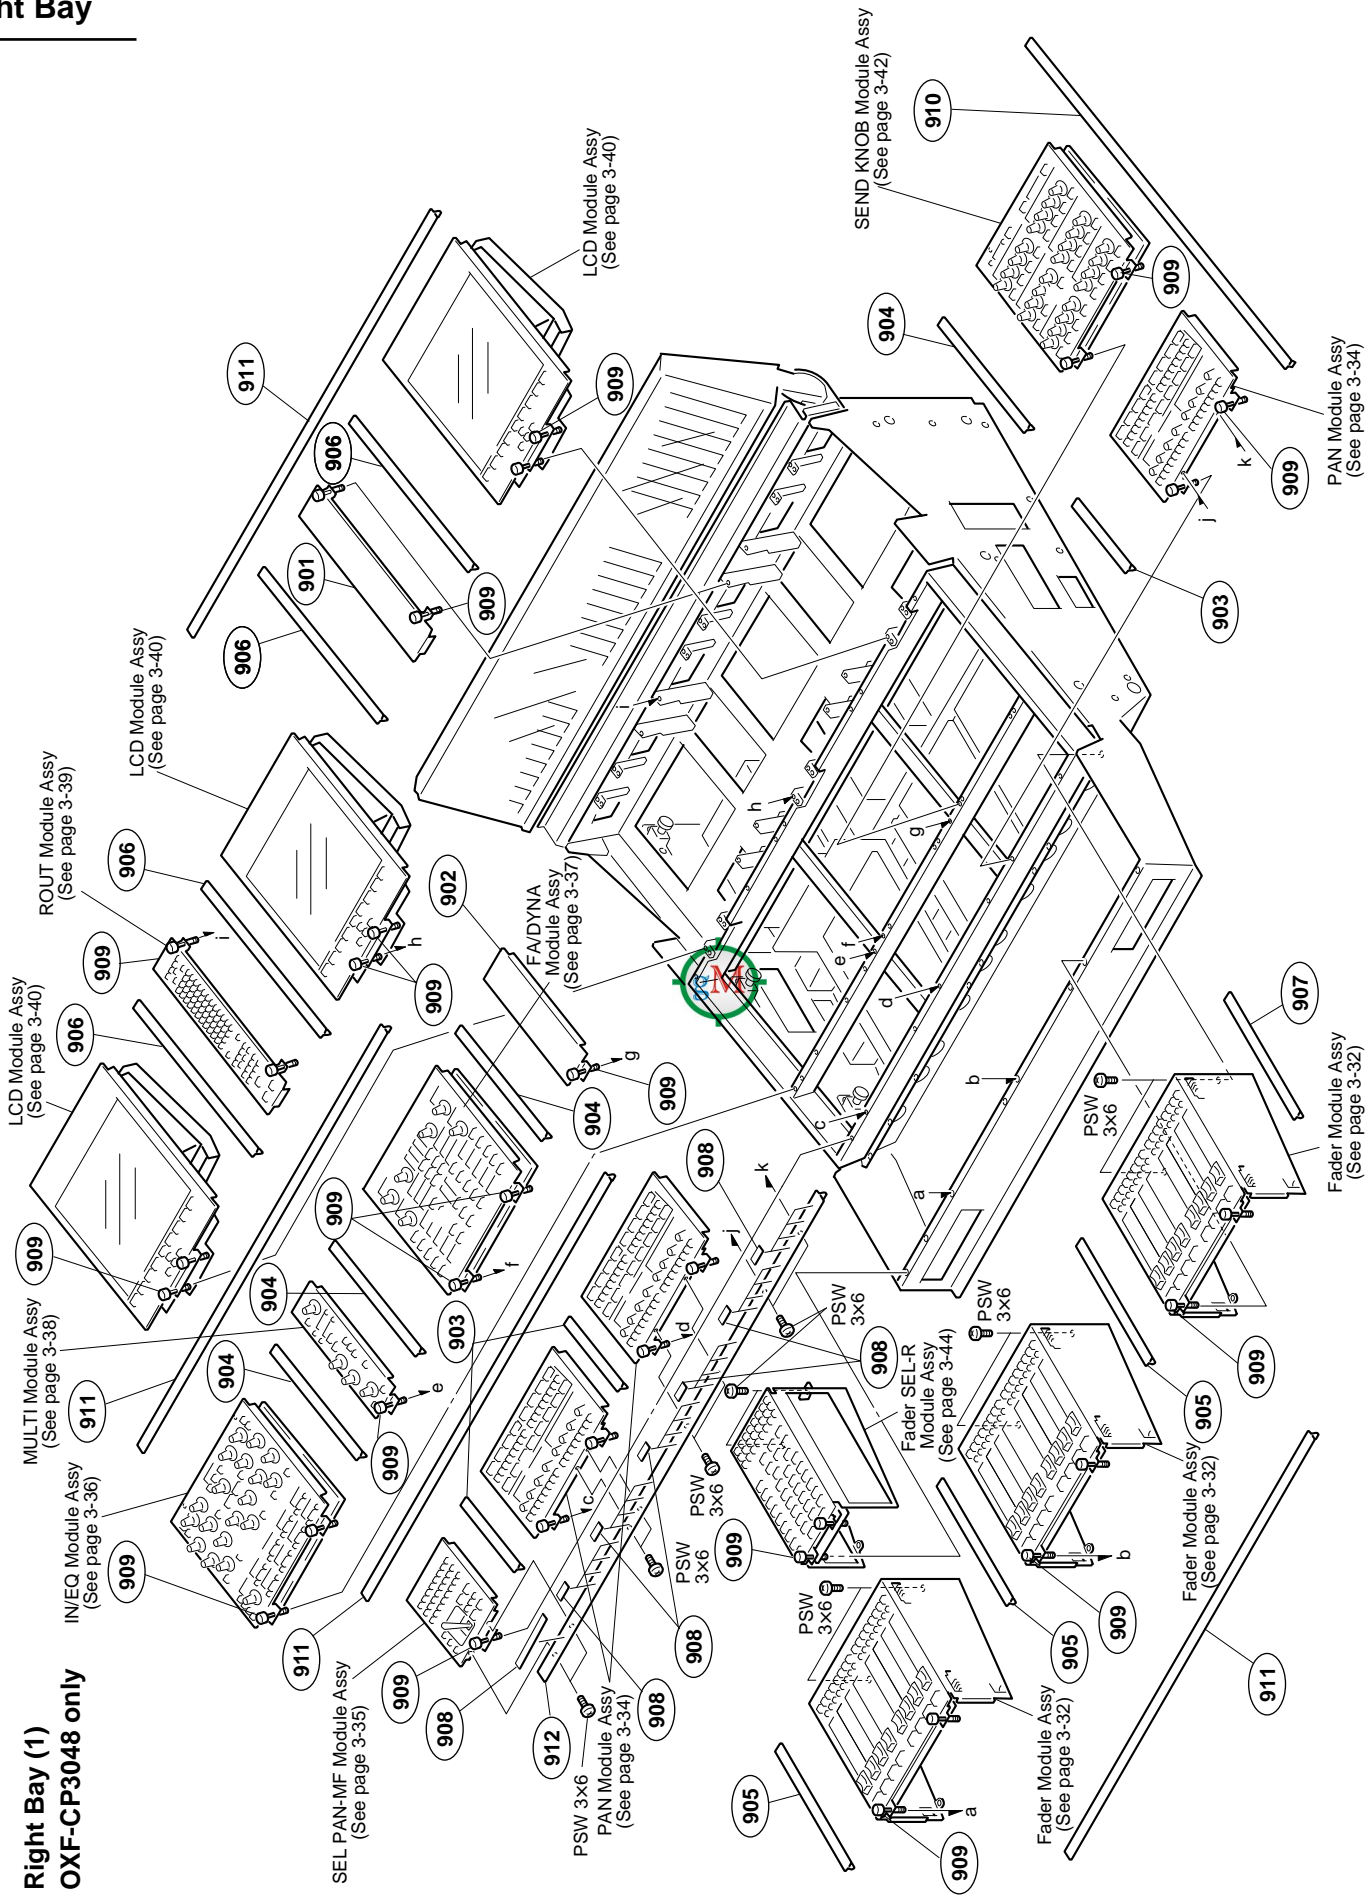 ht Bay
Right Bay (1)
OXF-CP3048 only
LCD Module Assy
(See page 3-40)
ROUT Module Assy
(See page 3-39)
LCD Module Assy
(See page 3-40)
LCD Module Assy
(See page 3-40)
SEND KNOB Module Assy
(See page 3-42)
PAN Module Assy
(See page 3-34)
MULTI Module Assy
(See page 3-38)
IN/EQ Module Assy
(See page 3-36)
FA/DYNA
Module Assy
(See page 3-37)
SEL PAN-MF Module Assy
(See page 3-35)
PAN Module Assy
(See page 3-34)
Fader SEL-R
Module Assy
(See page 3-44)
Fader Module Assy
(See page 3-32)
Fader Module Assy
(See page 3-32)
Fader Module Assy
(See page 3-32)
PSW 3×6
PSW
3×6
PSW
3×6
PSW
3×6
PSW
3×6
PSW
3×6
PSW
3×6
911
906
901
906
909
909
910
904
909
909
903
906
909
906
909
909
902
909
904
909
904
904
909
911
909
911
903
908
908
908
908
908
912
909
909
905
909
905
909
905
909
907
911
a
b
c
d
e
f
g
h
i
j
k
a
b
c
d
e
f
g
h
i
j
k
gM